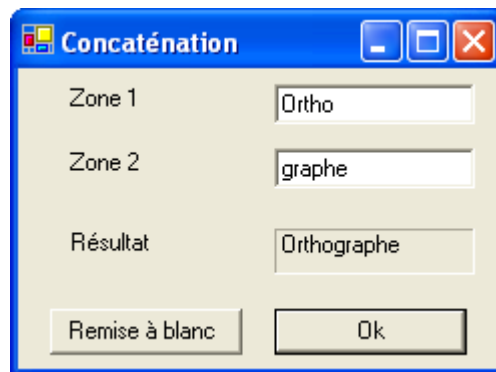 Concaténation
Zone 1 Ortho
Zone 2 graphe
Résultat Orthographe
Remise à blanc Ok